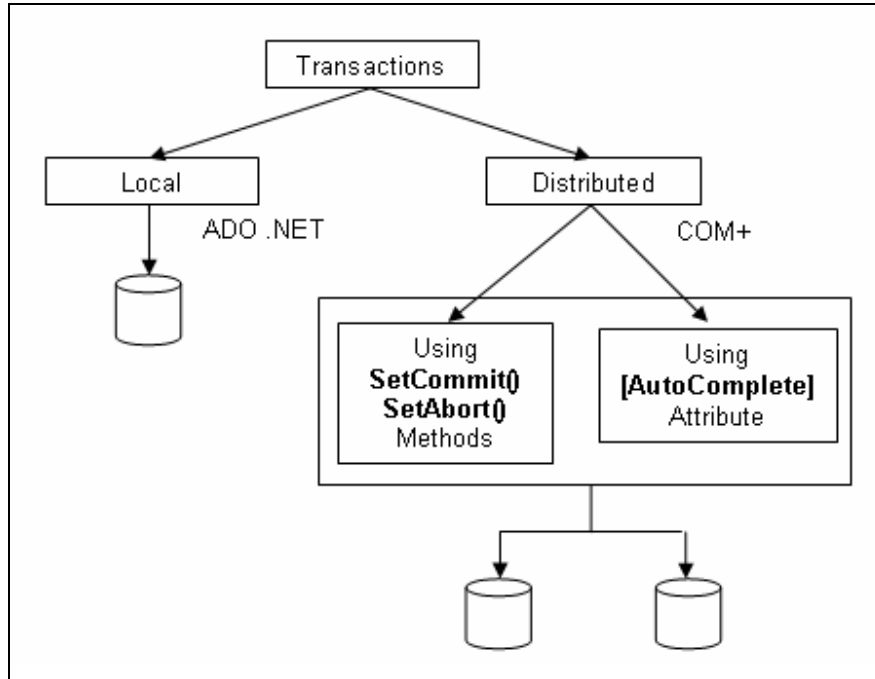 Transactions
Local
Distributed
ADO .NET
COM+
Using
SetCommit()
SetAbort()
Methods
Using
[AutoComplete]
Attribute